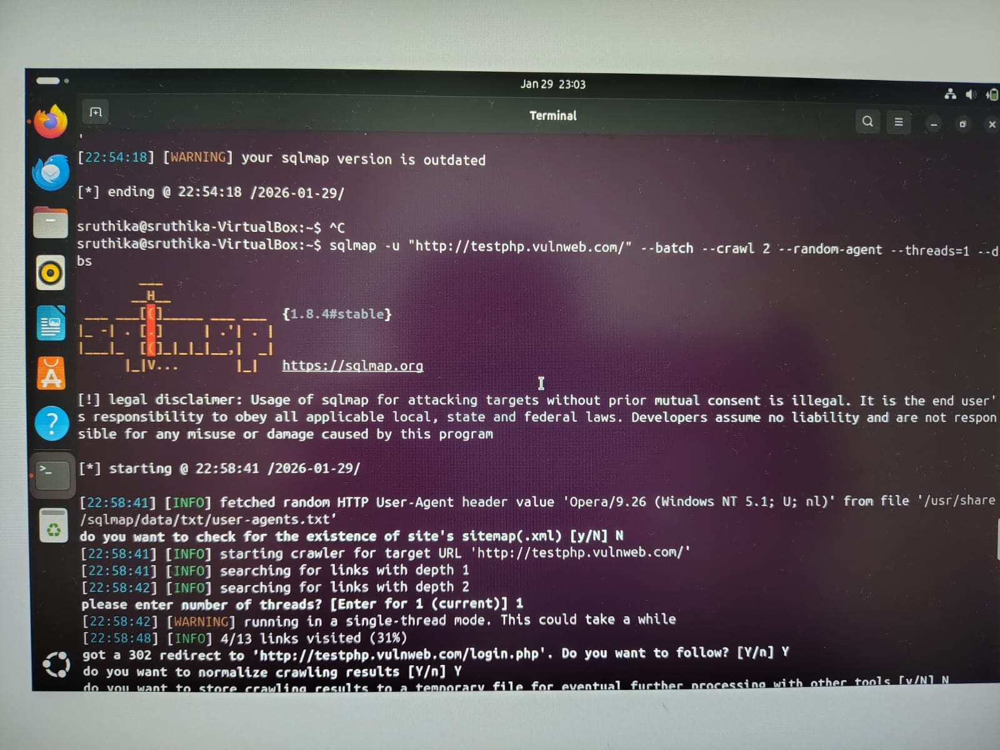 Jan 29 23:03
Terminal
'
[22:54:18] [WARNING] your sqlmap version is outdated
[*] ending @ 22:54:18 /2026-01-29/
sruthika@sruthika-VirtualBox:~$ ^C
sruthika@sruthika-VirtualBox:~$ sqlmap -u "http://testphp.vulnweb.com/" --batch --crawl 2 --random-agent --threads=1 --d
bs
        ___
       __H__
 ___ ___[(]_____ ___ ___  {1.8.4#stable}
|_ -| . [.]     | .'| . |
|___|_  [(]_|_|_|__,|  _|
      |_|V...       |_|   https://sqlmap.org
[!] legal disclaimer: Usage of sqlmap for attacking targets without prior mutual consent is illegal. It is the end user'
s responsibility to obey all applicable local, state and federal laws. Developers assume no liability and are not respon
sible for any misuse or damage caused by this program
[*] starting @ 22:58:41 /2026-01-29/
[22:58:41] [INFO] fetched random HTTP User-Agent header value 'Opera/9.26 (Windows NT 5.1; U; nl)' from file '/usr/share
/sqlmap/data/txt/user-agents.txt'
do you want to check for the existence of site's sitemap(.xml) [y/N] N
[22:58:41] [INFO] starting crawler for target URL 'http://testphp.vulnweb.com/'
[22:58:41] [INFO] searching for links with depth 1
[22:58:42] [INFO] searching for links with depth 2
please enter number of threads? [Enter for 1 (current)] 1
[22:58:42] [WARNING] running in a single-thread mode. This could take a while
[22:58:48] [INFO] 4/13 links visited (31%)
got a 302 redirect to 'http://testphp.vulnweb.com/login.php'. Do you want to follow? [Y/n] Y
do you want to normalize crawling results [Y/n] Y
do you want to store crawling results to a temporary file for eventual further processing with other tools [y/N] N